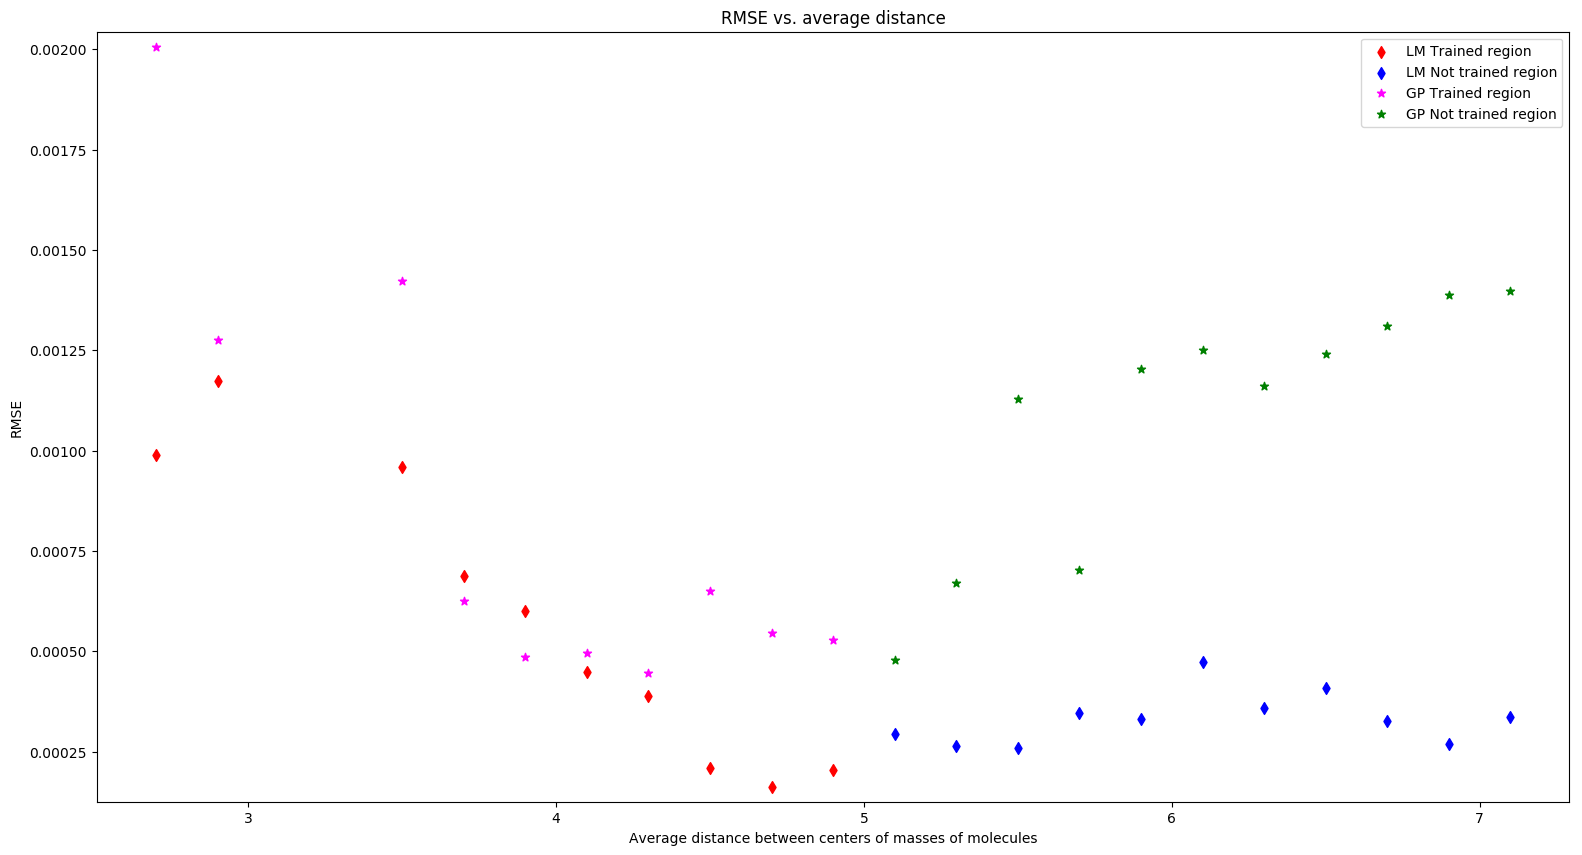 RMSE vs. average distance
LM Trained region
LM Not trained region
GP Trained region
GP Not trained region
0.00200
0.00175
0.00150
0.00125
0.00100
0.00075
0.00050
0.00025
RMSE
3 4 5 6 7
Average distance between centers of masses of molecules